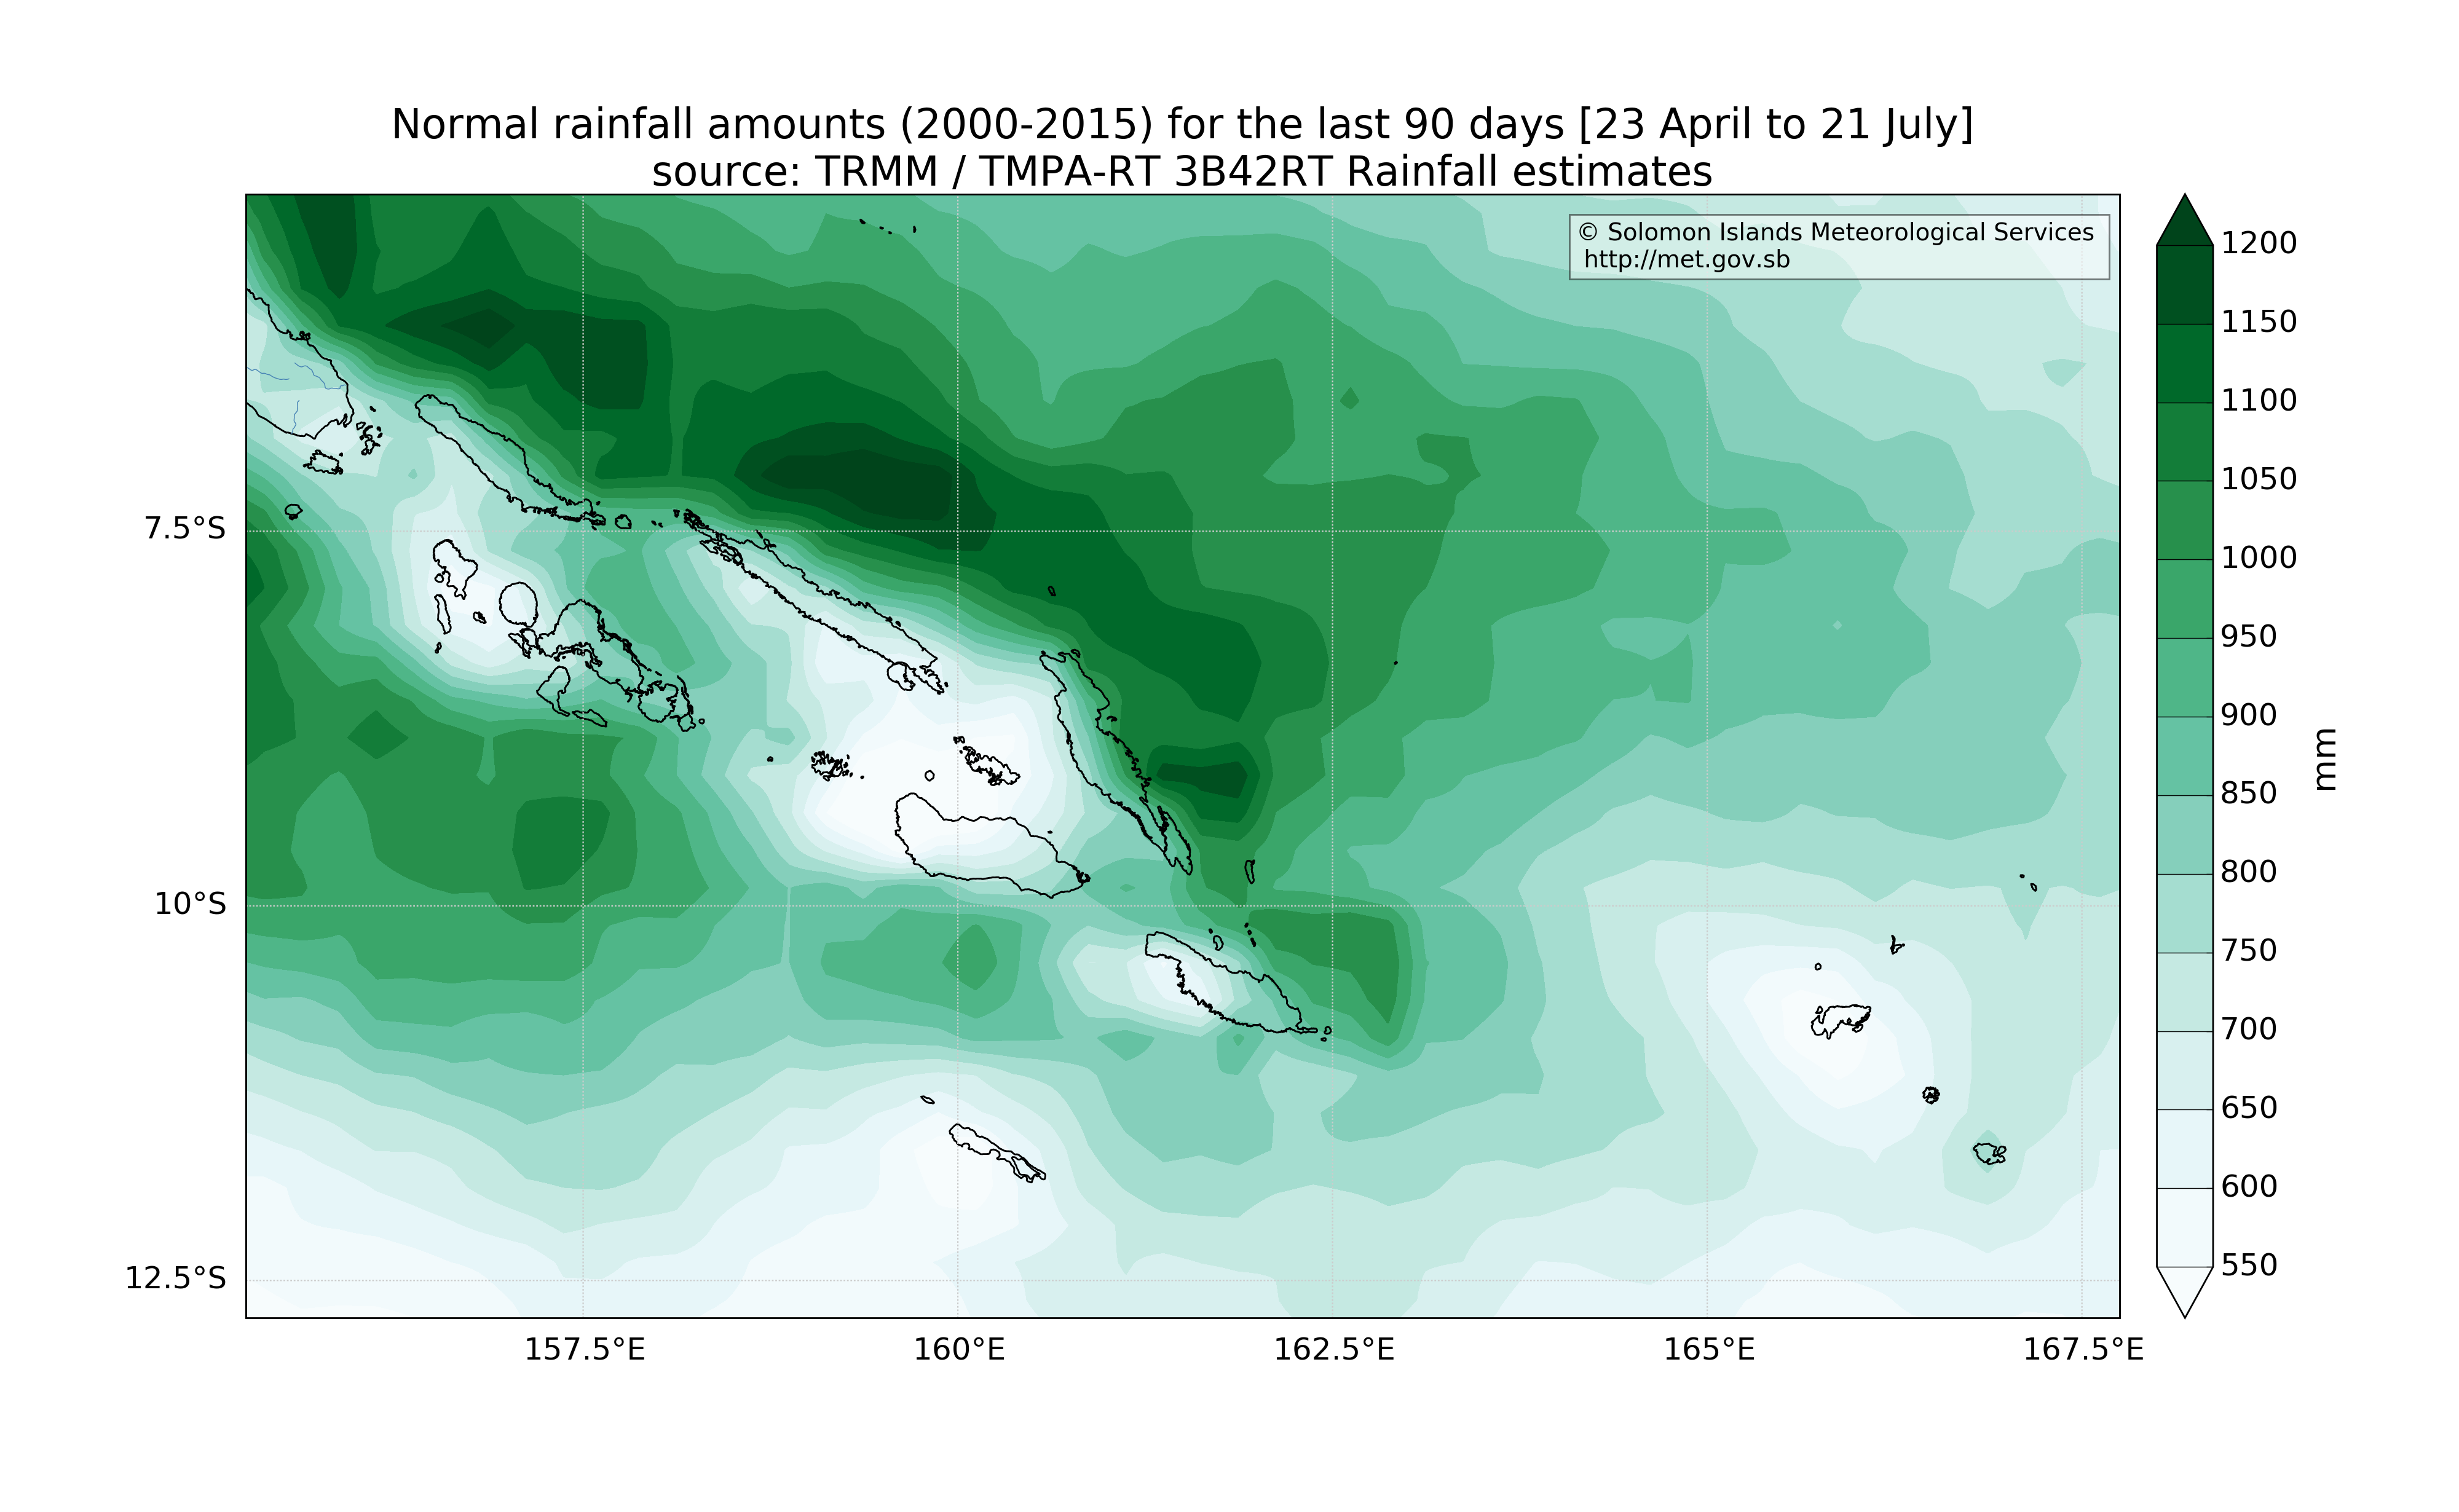 Normal rainfall amounts (2000-2015) for the last 90 days [23 April to 21 July]
source: TRMM / TMPA-RT 3B42RT Rainfall estimates
© Solomon Islands Meteorological Services
http://met.gov.sb
7.5°S
10°S
12.5°S
157.5°E
160°E
162.5°E
165°E
167.5°E
1200
1150
1100
1050
1000
950
900
850
800
750
700
650
600
550
mm